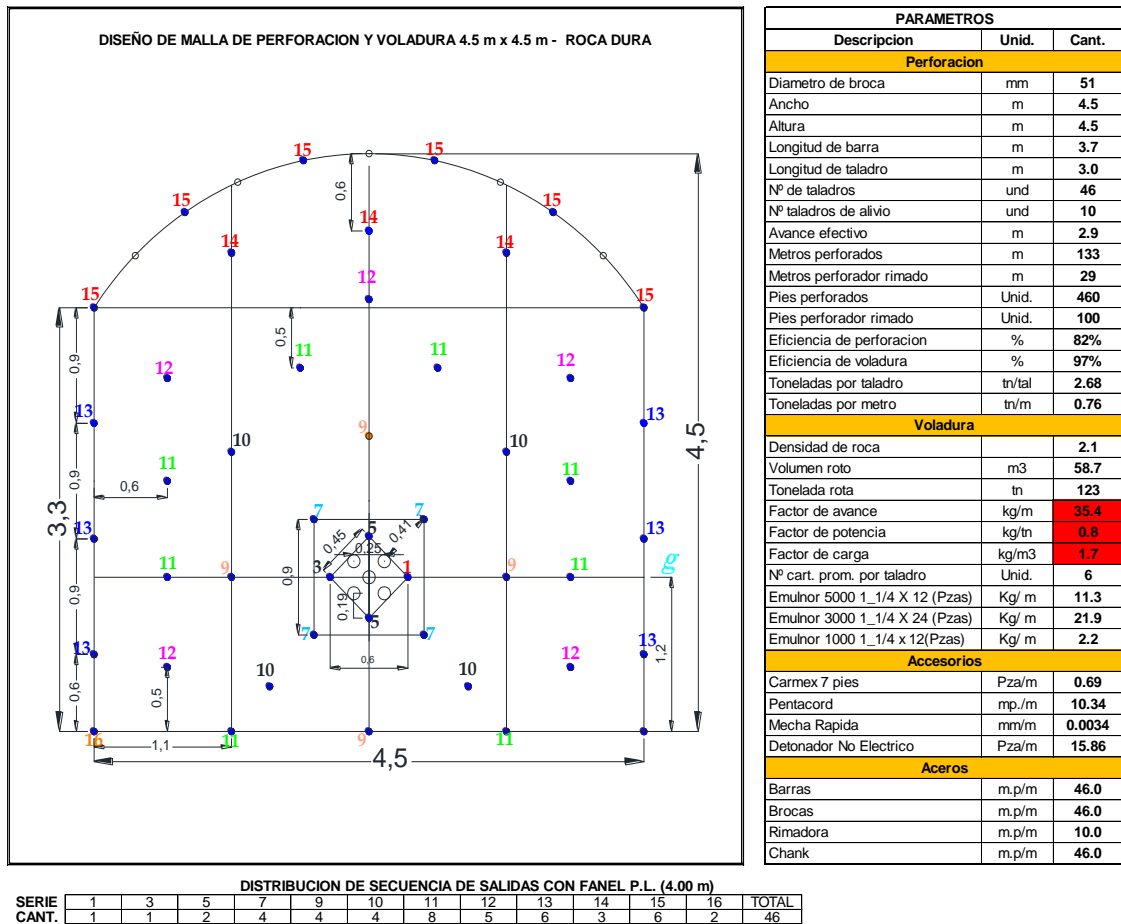 DISEÑO DE MALLA DE PERFORACION Y VOLADURA 4.5 m x 4.5 m - ROCA DURA
15 15
15 0,6 15
14
14 14
12
15 15
0,5
11 11
12 12
0,9
13 13
9
10 10
4,5
11 11
0,9
0,6
3,3
7 7
13 5 13
0,45 0,41
0,25
0,9
11 9 3 1 9 11 g
0,9
0,19
5
7 7
13 13
12 0,6 12
1,2
10 10
0,6 0,5
16 11 9 11
1,1
4,5
PARAMETROS
Descripcion Unid. Cant.
Perforacion
Diametro de broca mm 51
Ancho m 4.5
Altura m 4.5
Longitud de barra m 3.7
Longitud de taladro m 3.0
Nº de taladros und 46
Nº taladros de alivio und 10
Avance efectivo m 2.9
Metros perforados m 133
Metros perforador rimado m 29
Pies perforados Unid. 460
Pies perforador rimado Unid. 100
Eficiencia de perforacion % 82%
Eficiencia de voladura % 97%
Toneladas por taladro tn/tal 2.68
Toneladas por metro tn/m 0.76
Voladura
Densidad de roca 2.1
Volumen roto m3 58.7
Tonelada rota tn 123
Factor de avance kg/m 35.4
Factor de potencia kg/tn 0.8
Factor de carga kg/m3 1.7
Nº cart. prom. por taladro Unid. 6
Emulnor 5000 1_1/4 X 12 (Pzas) Kg/ m 11.3
Emulnor 3000 1_1/4 X 24 (Pzas) Kg/ m 21.9
Emulnor 1000 1_1/4 x 12(Pzas) Kg/ m 2.2
Accesorios
Carmex 7 pies Pza/m 0.69
Pentacord mp./m 10.34
Mecha Rapida mm/m 0.0034
Detonador No Electrico Pza/m 15.86
Aceros
Barras m.p/m 46.0
Brocas m.p/m 46.0
Rimadora m.p/m 10.0
Chank m.p/m 46.0
DISTRIBUCION DE SECUENCIA DE SALIDAS CON FANEL P.L. (4.00 m)
SERIE 1 3 5 7 9 10 11 12 13 14 15 16 TOTAL
CANT. 1 1 2 4 4 4 8 5 6 3 6 2 46